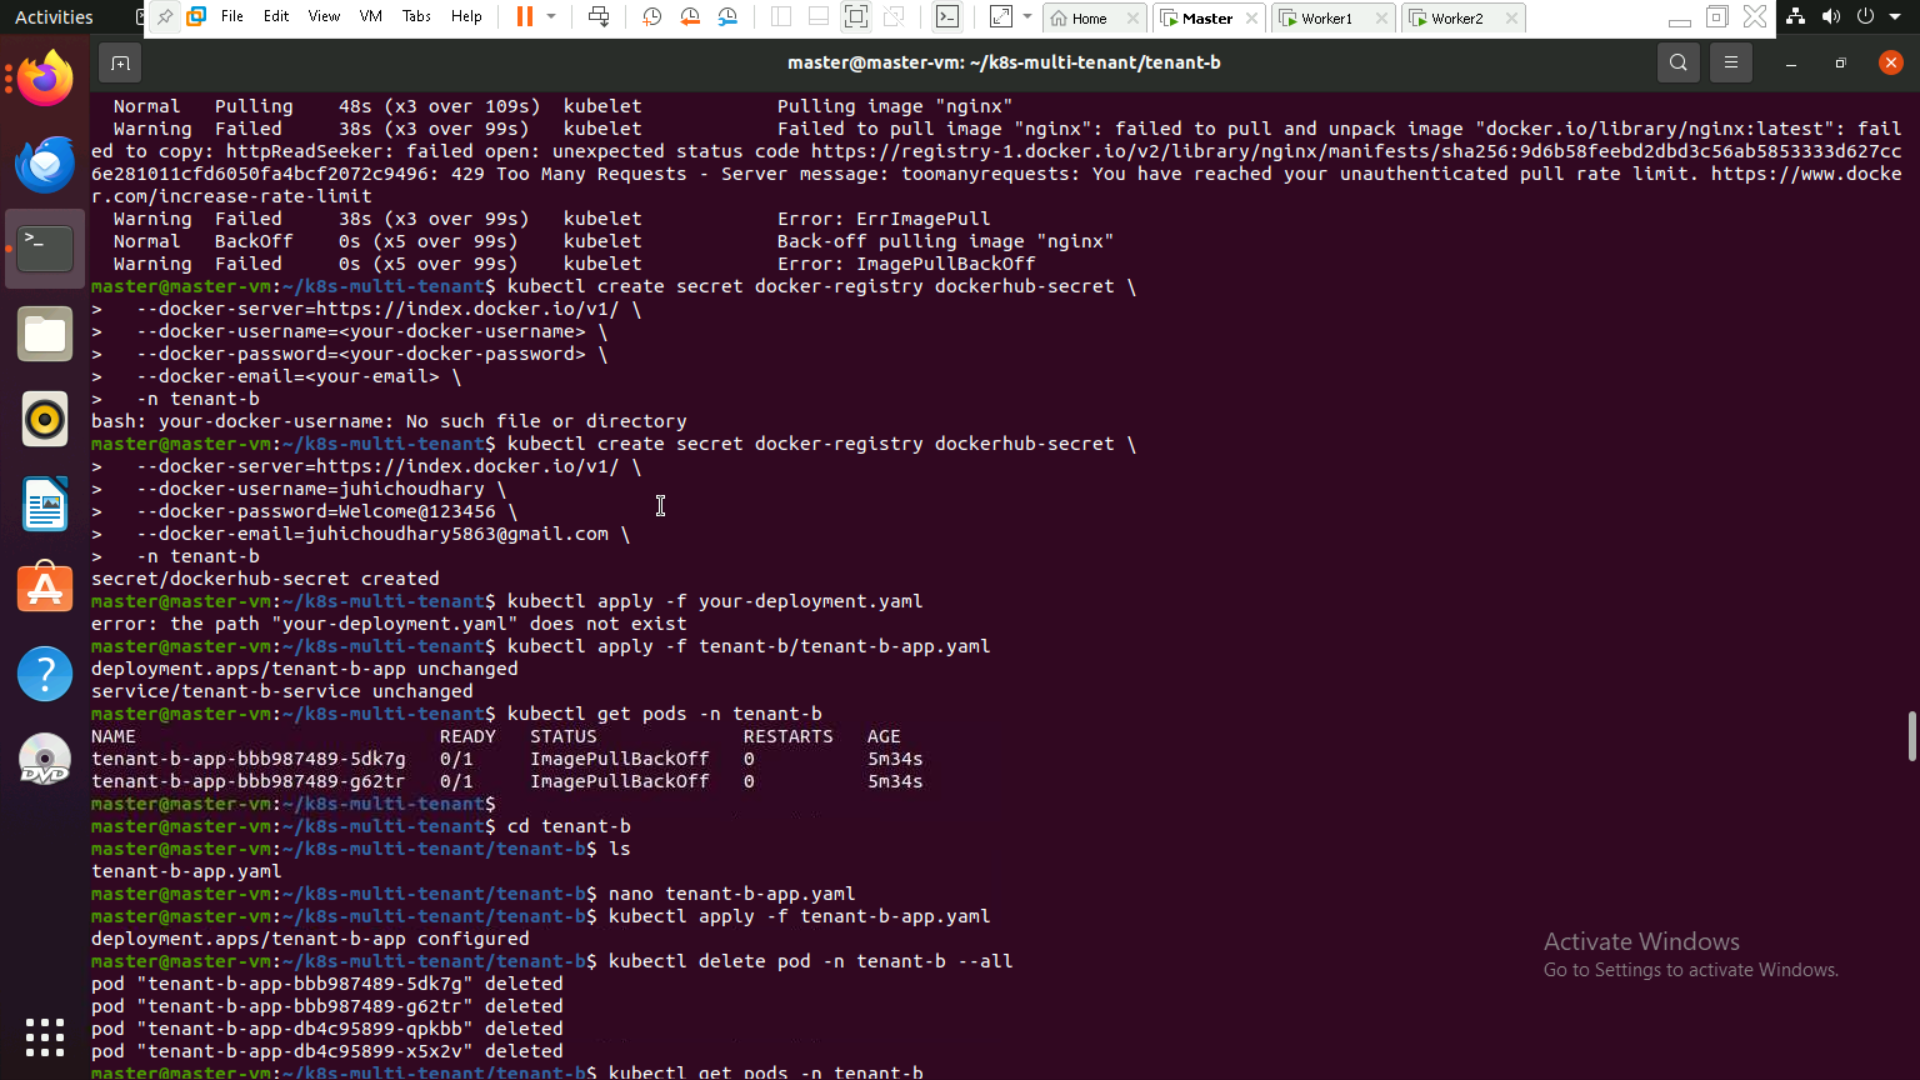 Activities
File Edit View VM Tabs Help
Home
Master
Worker1
Worker2
master@master-vm: ~/k8s-multi-tenant/tenant-b
Normal Pulling 48s (x3 over 109s) kubelet Pulling image "nginx"
Warning Failed 38s (x3 over 99s) kubelet Failed to pull image "nginx": failed to pull and unpack image "docker.io/library/nginx:latest": fail
ed to copy: httpReadSeeker: failed open: unexpected status code https://registry-1.docker.io/v2/library/nginx/manifests/sha256:9d6b58feebd2dbd3c56ab5853333d627cc
6e281011cfd6050fa4bcf2072c9496: 429 Too Many Requests - Server message: toomanyrequests: You have reached your unauthenticated pull rate limit. https://www.docke
r.com/increase-rate-limit
Warning Failed 38s (x3 over 99s) kubelet Error: ErrImagePull
Normal BackOff 0s (x5 over 99s) kubelet Back-off pulling image "nginx"
Warning Failed 0s (x5 over 99s) kubelet Error: ImagePullBackOff
master@master-vm:~/k8s-multi-tenant$ kubectl create secret docker-registry dockerhub-secret \
> --docker-server=https://index.docker.io/v1/ \
> --docker-username=<your-docker-username> \
> --docker-password=<your-docker-password> \
> --docker-email=<your-email> \
> -n tenant-b
bash: your-docker-username: No such file or directory
master@master-vm:~/k8s-multi-tenant$ kubectl create secret docker-registry dockerhub-secret \
> --docker-server=https://index.docker.io/v1/ \
> --docker-username=juhichoudhary \
> --docker-password=Welcome@123456 \
> --docker-email=juhichoudhary5863@gmail.com \
> -n tenant-b
secret/dockerhub-secret created
master@master-vm:~/k8s-multi-tenant$ kubectl apply -f your-deployment.yaml
error: the path "your-deployment.yaml" does not exist
master@master-vm:~/k8s-multi-tenant$ kubectl apply -f tenant-b/tenant-b-app.yaml
deployment.apps/tenant-b-app unchanged
service/tenant-b-service unchanged
master@master-vm:~/k8s-multi-tenant$ kubectl get pods -n tenant-b
NAME READY STATUS RESTARTS AGE
tenant-b-app-bbb987489-5dk7g 0/1 ImagePullBackOff 0 5m34s
tenant-b-app-bbb987489-g62tr 0/1 ImagePullBackOff 0 5m34s
master@master-vm:~/k8s-multi-tenant$
master@master-vm:~/k8s-multi-tenant$ cd tenant-b
master@master-vm:~/k8s-multi-tenant/tenant-b$ ls
tenant-b-app.yaml
master@master-vm:~/k8s-multi-tenant/tenant-b$ nano tenant-b-app.yaml
master@master-vm:~/k8s-multi-tenant/tenant-b$ kubectl apply -f tenant-b-app.yaml
deployment.apps/tenant-b-app configured
master@master-vm:~/k8s-multi-tenant/tenant-b$ kubectl delete pod -n tenant-b --all
pod "tenant-b-app-bbb987489-5dk7g" deleted
pod "tenant-b-app-bbb987489-g62tr" deleted
pod "tenant-b-app-db4c95899-qpkbb" deleted
pod "tenant-b-app-db4c95899-x5x2v" deleted
master@master-vm:~/k8s-multi-tenant/tenant-b$ kubectl get pods -n tenant-b
Activate Windows
Go to Settings to activate Windows.
DVD